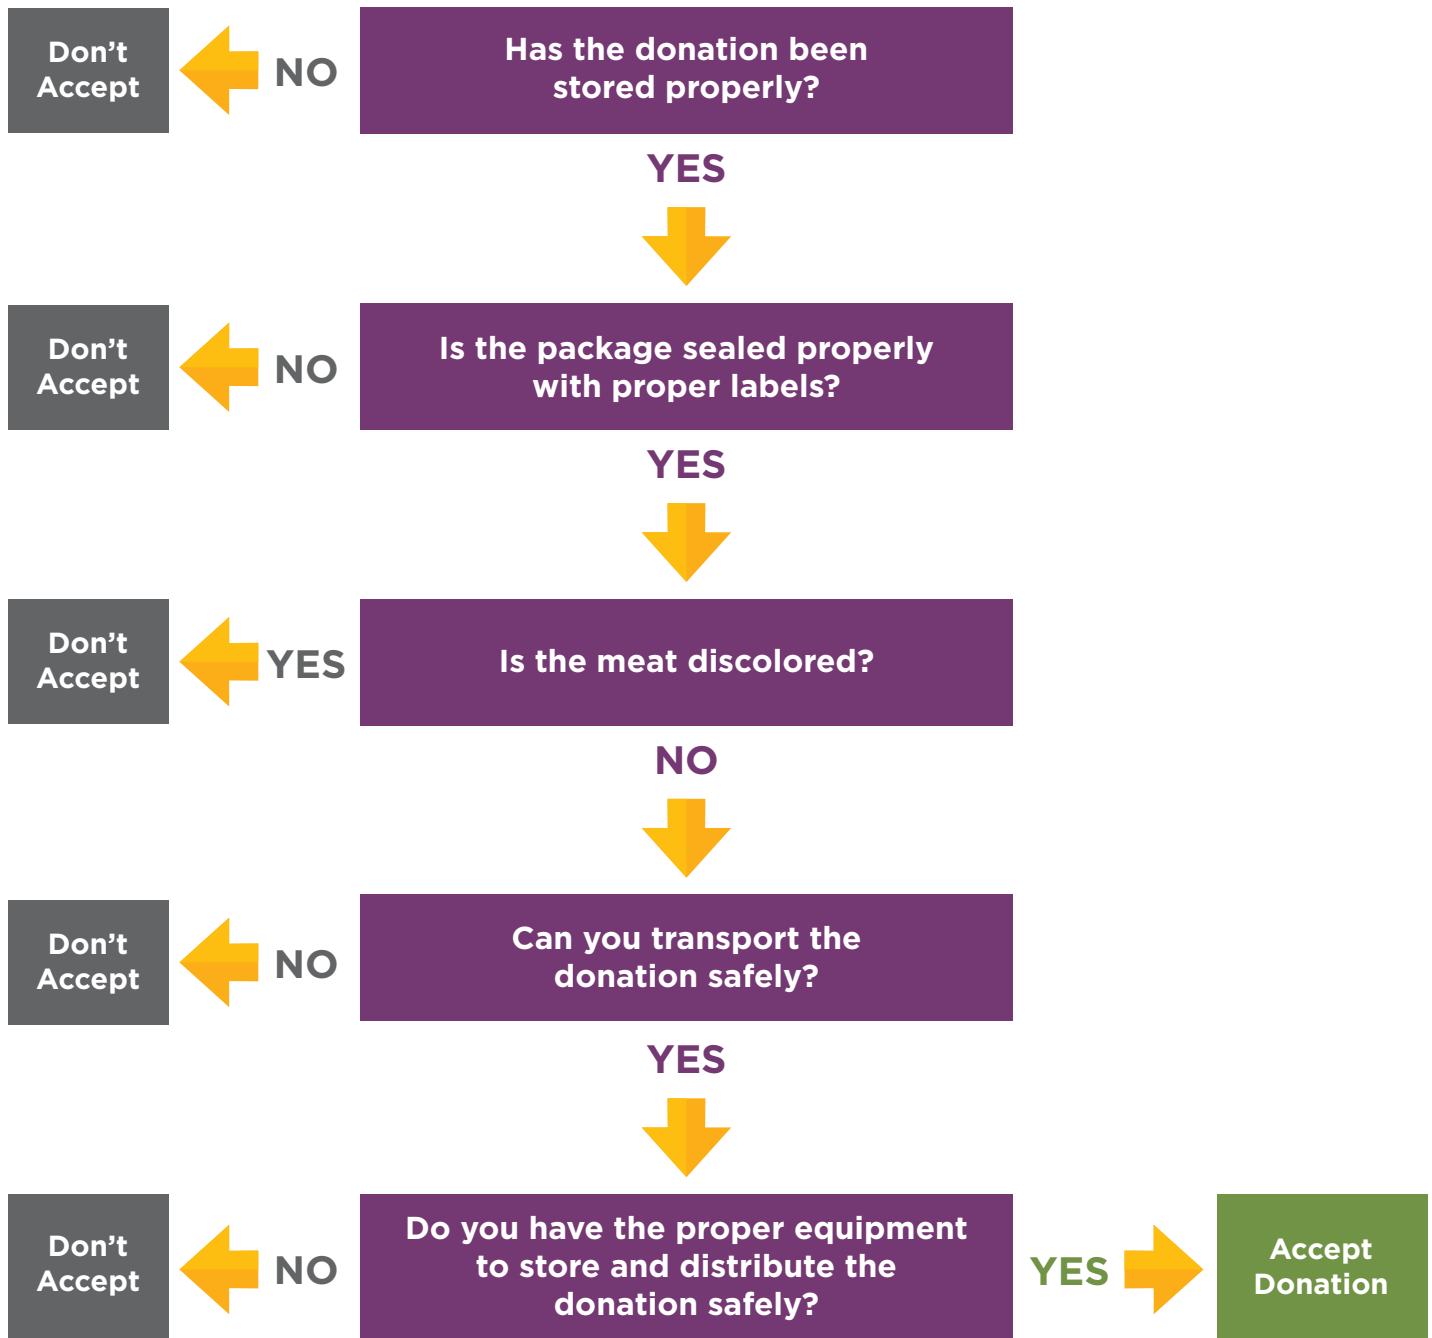 Don't
Accept
NO
Has the donation been
stored properly?
YES
Don't
Accept
NO
Is the package sealed properly
with proper labels?
YES
Don't
Accept
YES
Is the meat discolored?
NO
Don't
Accept
NO
Can you transport the
donation safely?
YES
Don't
Accept
NO
Do you have the proper equipment
to store and distribute the
donation safely?
YES
Accept
Donation